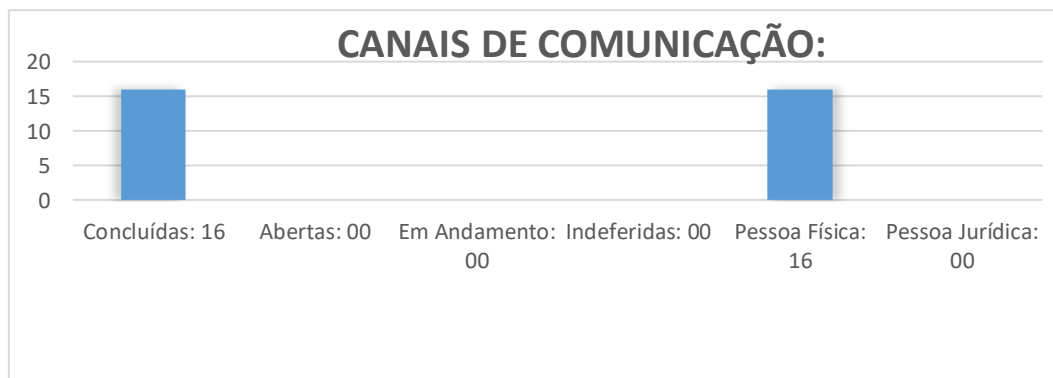 CANAIS DE COMUNICAÇÃO:
20
15
10
5
0
Concluídas: 16
Abertas: 00
Em Andamento:
00
Indeferidas: 00
Pessoa Física:
16
Pessoa Jurídica:
00